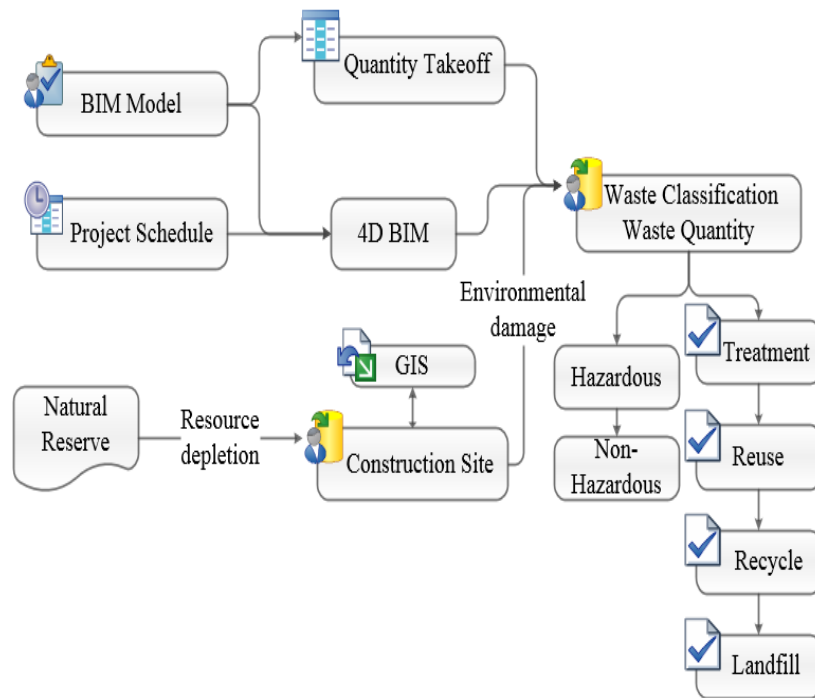 BIM Model
Quantity Takeoff
Project Schedule
4D BIM
Waste Classification
Waste Quantity
Environmental
damage
Natural
Reserve
Resource
depletion
GIS
Construction Site
Hazardous
Non-
Hazardous
Treatment
Reuse
Recycle
Landfill